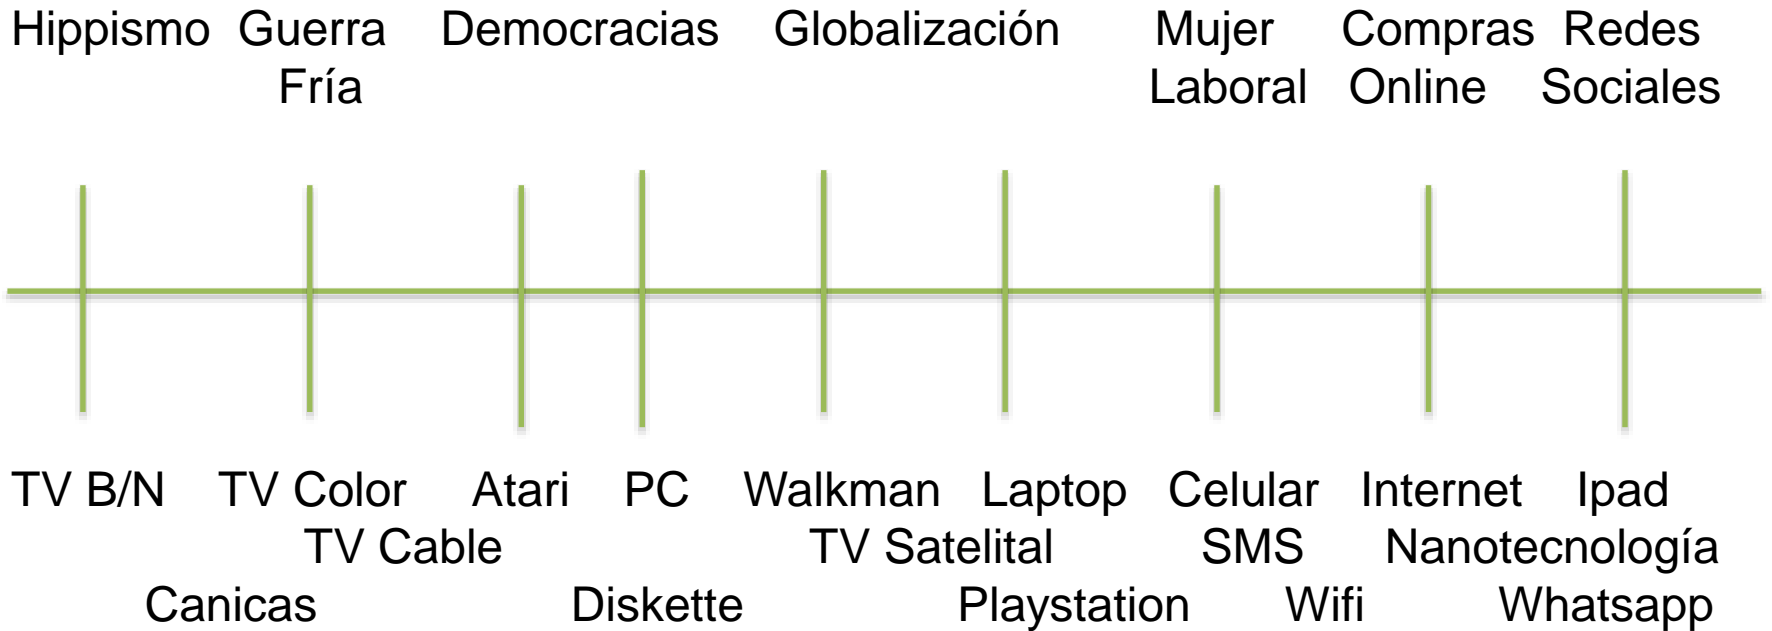 Hippismo Guerra Democracias Globalización Mujer Compras Redes
Fría Laboral Online Sociales
TV B/N TV Color Atari PC Walkman Laptop Celular Internet Ipad
TV Cable TV Satelital SMS Nanotecnología
Canicas Diskette Playstation Wifi Whatsapp